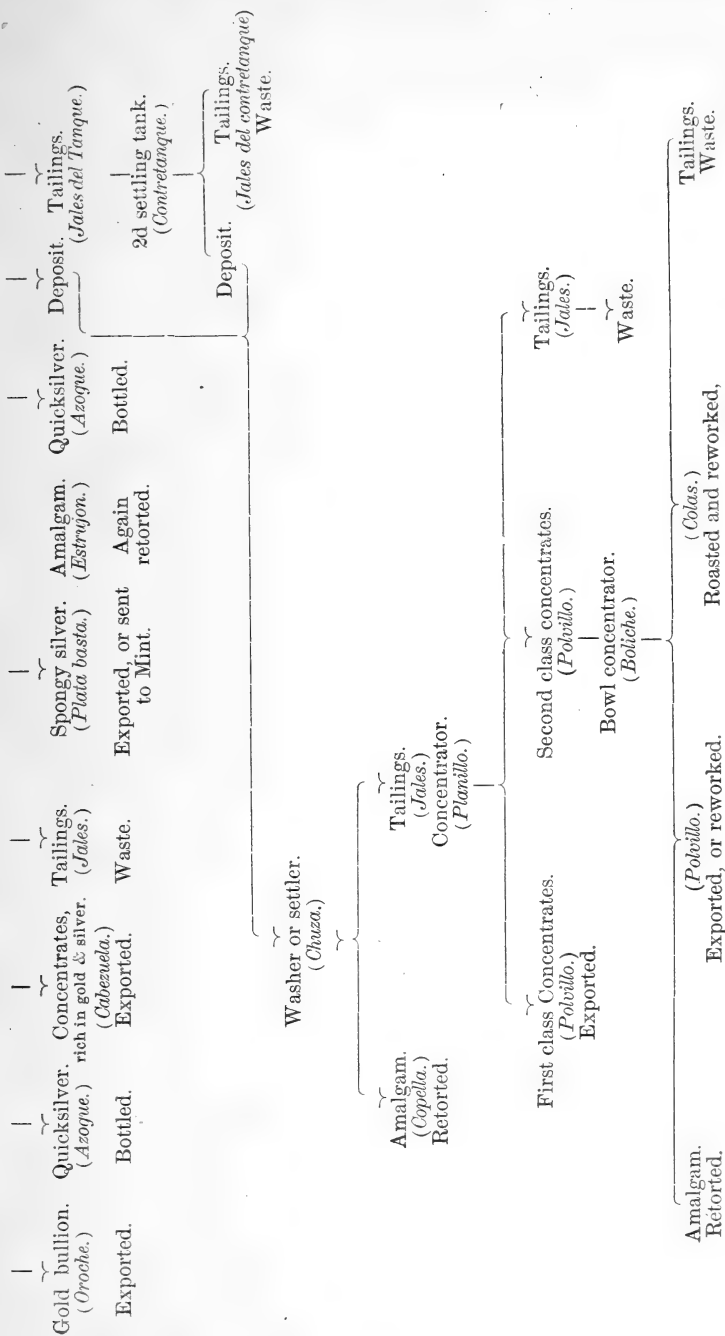 Gold bullion.
(Oroche.)
Exported.
Quicksilver.
(Azogue.)
Bottled.
Concentrates,
rich in gold & silver.
(Cabezuela.)
Exported.
Tailings.
(Jales.)
Waste.
Spongy silver.
(Plata basta.)
Exported, or sent
to Mint.
Amalgam.
(Estrujon.)
Again
retorted.
Quicksilver.
(Azogue.)
Bottled.
Deposit.
Tailings.
(Jales del Tanque.)
2d settling tank.
(Contretanque.)
Deposit.
Tailings.
(Jales del contretanque)
Waste.
Washer or settler.
(Chuza.)
Amalgam.
(Copella.)
Retorted.
Tailings.
(Jales.)
Concentrator.
(Planillo.)
First class Concentrates.
(Polvillo.)
Exported.
Second class concentrates.
(Polvillo.)
Bowl concentrator.
(Boliche.)
Tailings.
(Jales.)
Waste.
Amalgam.
Retorted.
(Polvillo.)
Exported, or reworked.
(Colas.)
Roasted and reworked,
Tailings.
Waste.